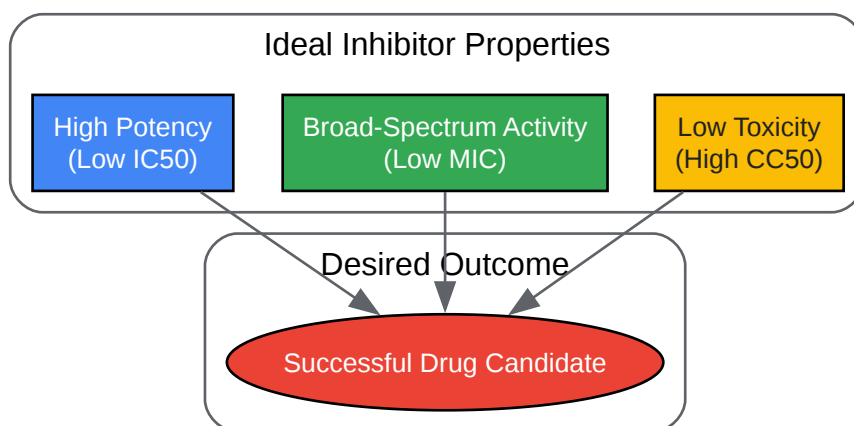 Ideal Inhibitor Properties
High Potency
(Low IC50)
Broad-Spectrum Activity
(Low MIC)
Low Toxicity
(High CC50)
Desired Outcome
Successful Drug Candidate